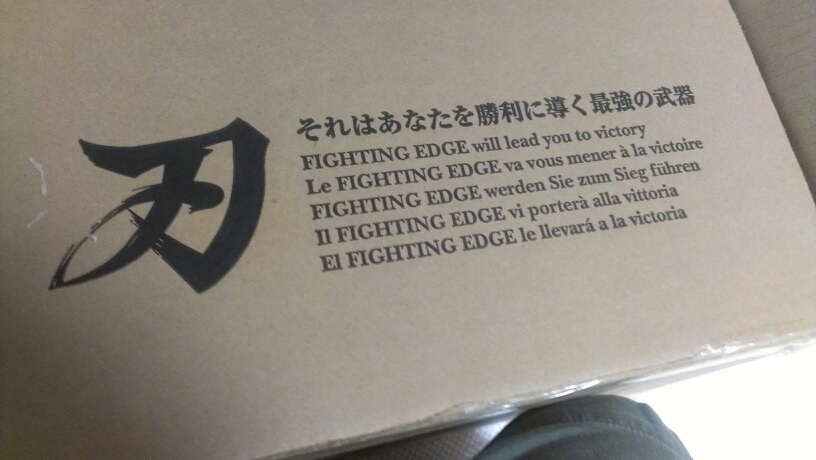 刃
それはあなたを勝利に導く最強の武器
FIGHTING EDGE will lead you to victory
Le FIGHTING EDGE va vous mener à la victoire
FIGHTING EDGE werden Sie zum Sieg führen
Il FIGHTING EDGE vi porterà alla vittoria
El FIGHTING EDGE le llevará a la victoria